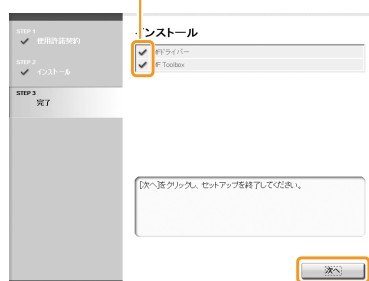 STEP 1
使用許諾契約
STEP 2
インストール
STEP 3
完了
インストール
MFドライバー
MF Toolbox
[次へ]をクリックし、セットアップを終了してください。
次へ